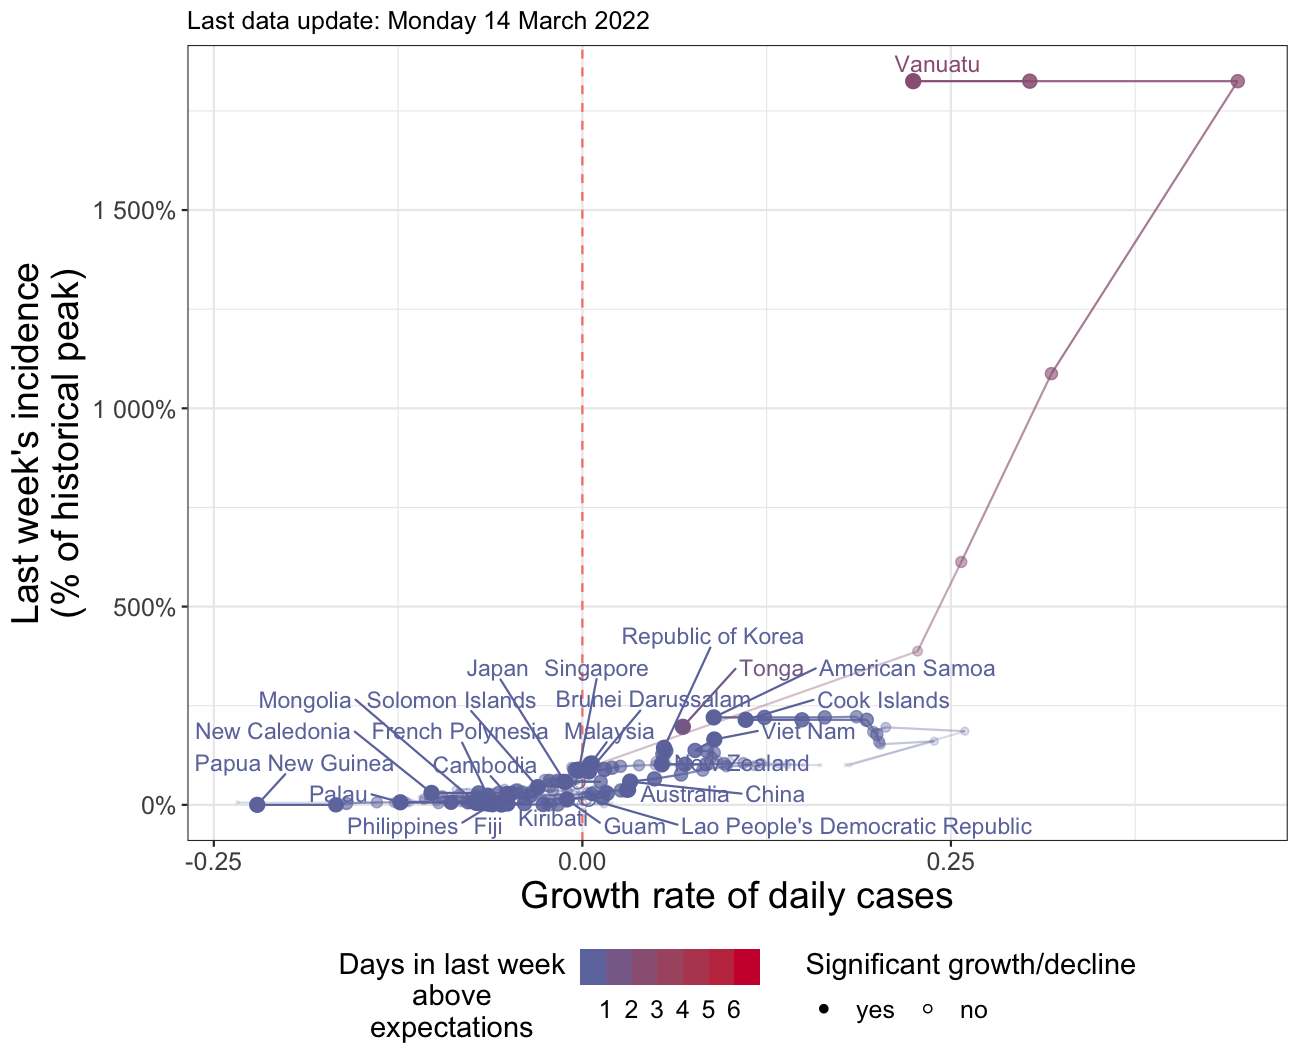 Last data update: Monday 14 March 2022
Vanuatu
1 500%
1 000%
500%
0%
Last week's incidence
(% of historical peak)
Republic of Korea
Japan
Singapore
Tonga
American Samoa
Mongolia
Solomon Islands
Brunei Darussalam
Cook Islands
New Caledonia
French Polynesia
Malaysia
Viet Nam
Papua New Guinea
Cambodia
New Zealand
Palau
Australia
China
Philippines
Fiji
Kiribati
Guam
Lao People's Democratic Republic
-0.25
0.00
0.25
Growth rate of daily cases
Days in last week
above
expectations
1 2 3 4 5 6
Significant growth/decline
yes
no